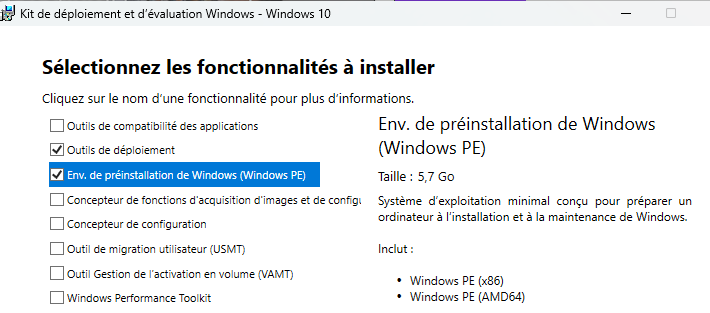 Kit de déploiement et d'évaluation Windows - Windows 10
Sélectionnez les fonctionnalités à installer
Cliquez sur le nom d'une fonctionnalité pour plus d'informations.
Outils de compatibilité des applications
Outils de déploiement
Env. de préinstallation de Windows (Windows PE)
Concepteur de fonctions d'acquisition d'images et de configu
Concepteur de configuration
Outil de migration utilisateur (USMT)
Outil Gestion de l'activation en volume (VAMT)
Windows Performance Toolkit
Env. de préinstallation de Windows
(Windows PE)
Taille : 5,7 Go
Système d'exploitation minimal conçu pour préparer un
ordinateur à l'installation et à la maintenance de Windows.
Inclut :
• Windows PE (x86)
• Windows PE (AMD64)